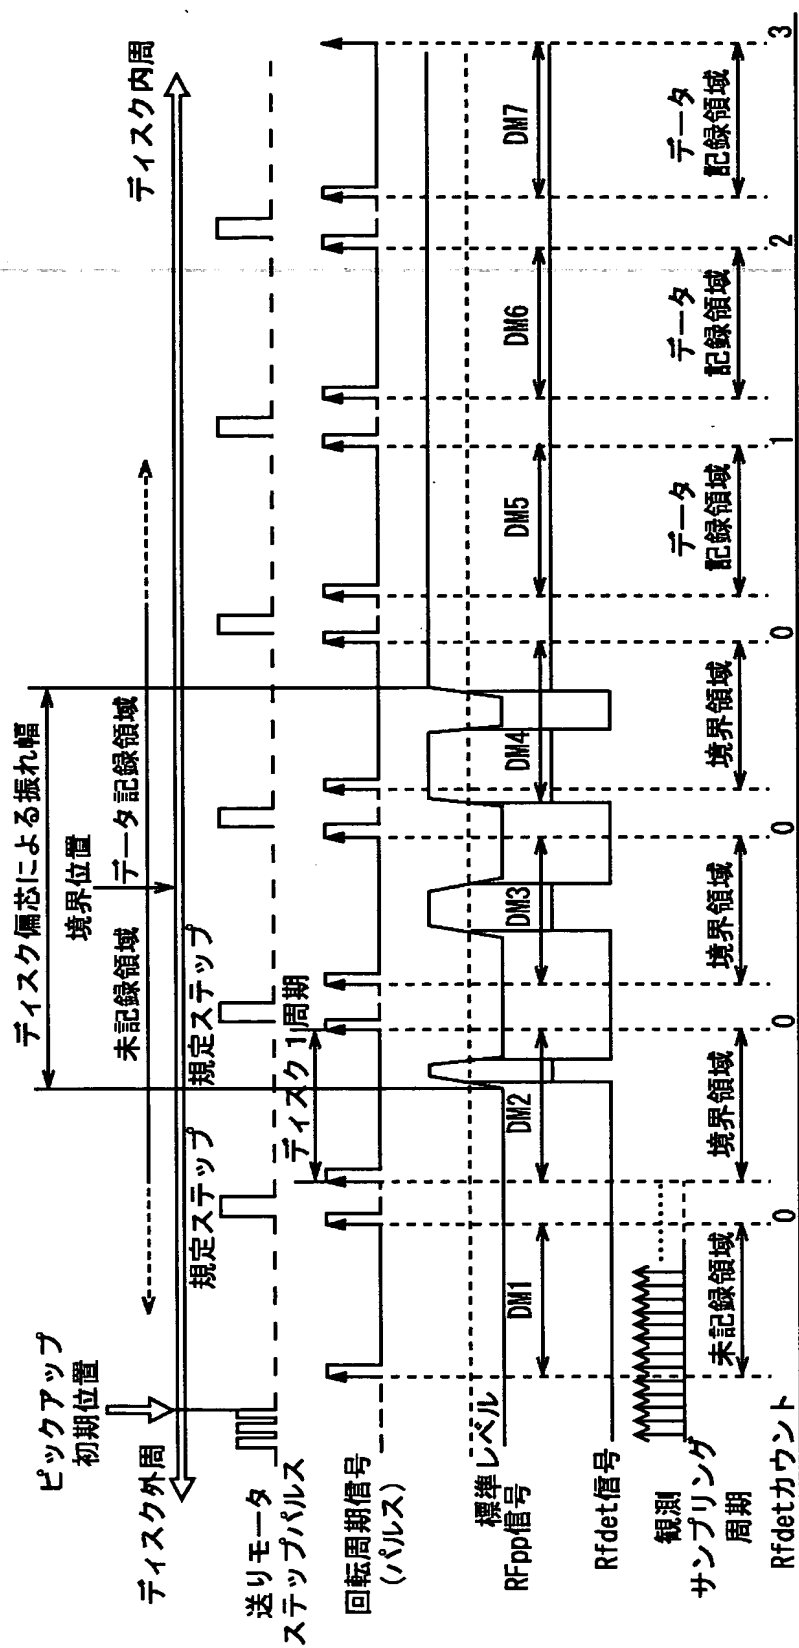 ピックアップ
初期位置
ディスク偏芯による振れ幅
境界位置
未記録領域
データ記録領域
ディスク外周
ディスク内周
規定ステップ
規定ステップ
送りモータ
ステップパルス
ディスク1周期
回転周期信号
(パルス)
標準レベル
RFpp信号
DM1
DM2
DM3
DM4
DM5
DM6
DM7
Rfdet信号
観測
サンプリング
周期
未記録領域
境界領域
境界領域
境界領域
データ
記録領域
データ
記録領域
データ
記録領域
Rfdetカウント
0
0
0
0
1
2
3